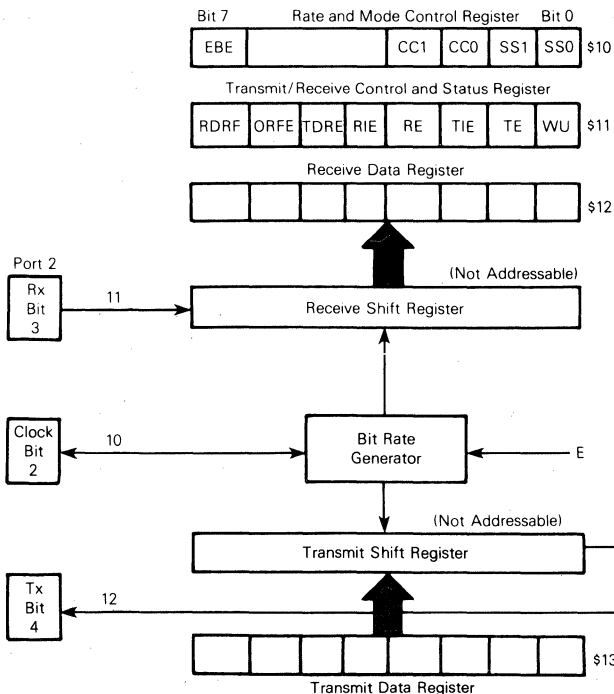 Bit 7 Rate and Mode Control Register Bit 0
EBE CC1 CC0 SS1 SS0 $10
Transmit/Receive Control and Status Register
RDRF ORFE TDRE RIE RE TIE TE WU $11
Receive Data Register
$12
Port 2
(Not Addressable)
Rx
Bit
3
11
Receive Shift Register
Clock
Bit
2
10
Bit Rate
Generator
E
(Not Addressable)
Transmit Shift Register
Tx
Bit
4
12
$13
Transmit Data Register